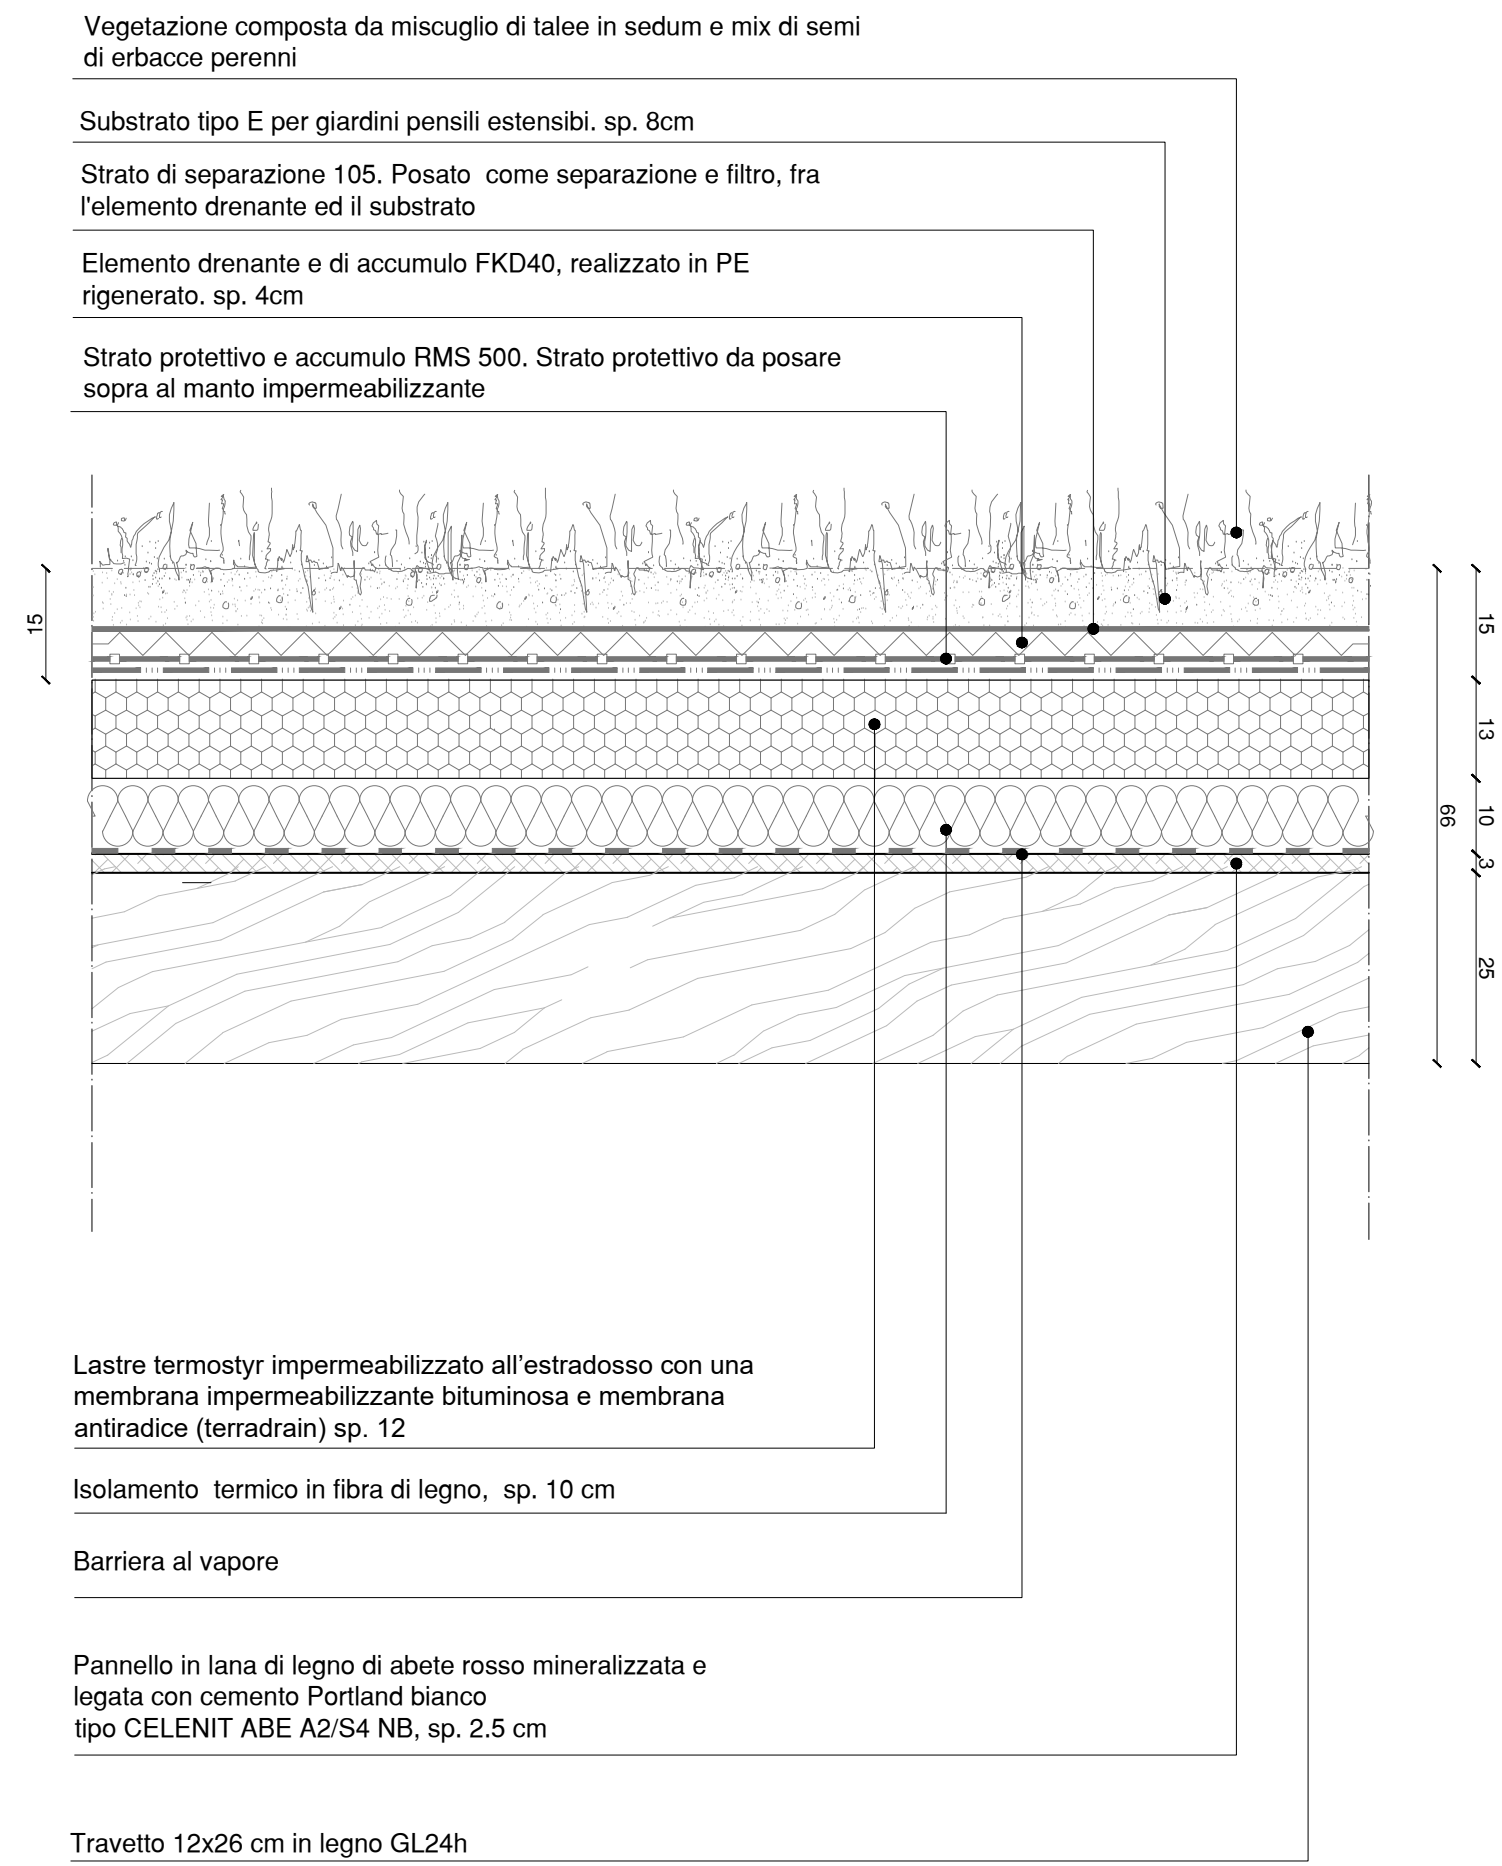 Vegetazione composta da miscuglio di talee in sedum e mix di semi
di erbacce perenni
Substrato tipo E per giardini pensili estensibi. sp. 8cm
Strato di separazione 105. Posato  come separazione e filtro, fra
l'elemento drenante ed il substrato
Elemento drenante e di accumulo FKD40, realizzato in PE
rigenerato. sp. 4cm
Strato protettivo e accumulo RMS 500. Strato protettivo da posare
sopra al manto impermeabilizzante
15
15
13
10
3
25
66
Lastre termostyr impermeabilizzato all’estradosso con una
membrana impermeabilizzante bituminosa e membrana
antiradice (terradrain) sp. 12
Isolamento  termico in fibra di legno,  sp. 10 cm
Barriera al vapore
Pannello in lana di legno di abete rosso mineralizzata e
legata con cemento Portland bianco
tipo CELENIT ABE A2/S4 NB, sp. 2.5 cm
Travetto 12x26 cm in legno GL24h